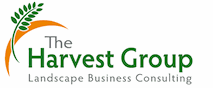 The
Harvest Group
Landscape Business Consulting